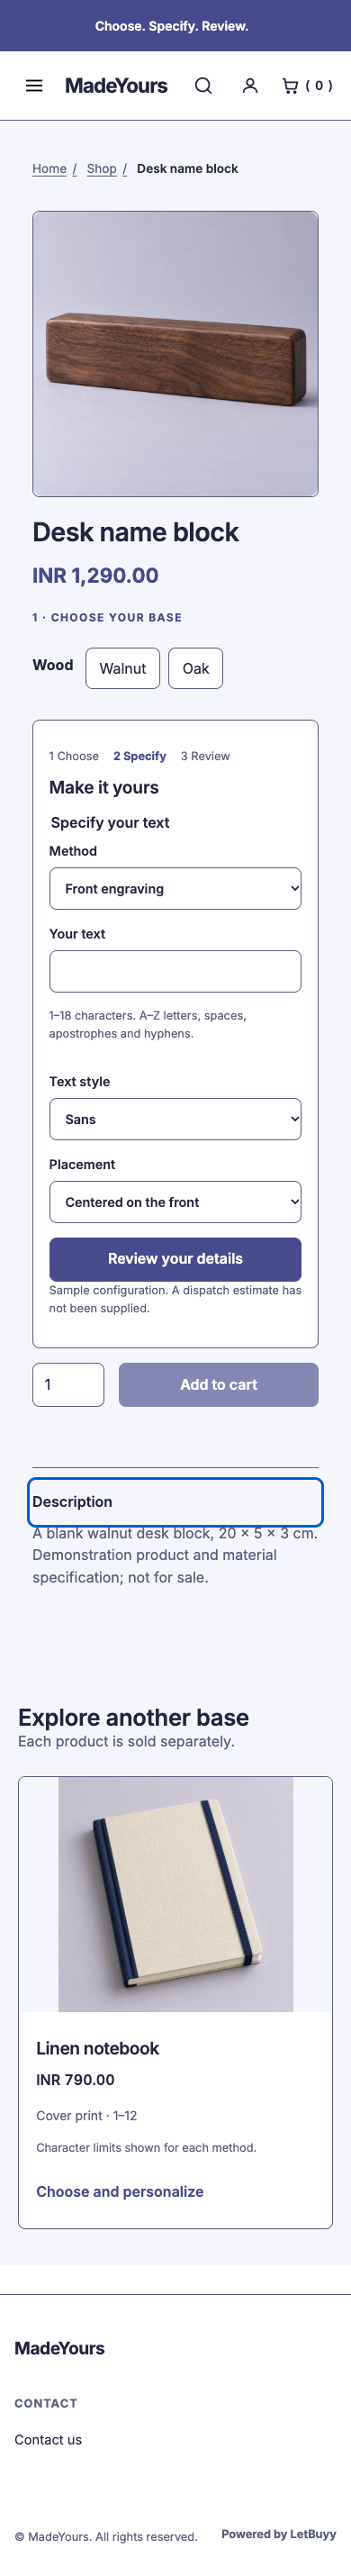 Choose. Specify. Review.
MadeYours
( 0 )
Home / Shop / Desk name block
Desk name block
INR 1,290.00
1 · CHOOSE YOUR BASE
Wood Walnut Oak
1 Choose 2 Specify 3 Review
Make it yours
Specify your text
Method
Front engraving
Your text
1–18 characters. A–Z letters, spaces,
apostrophes and hyphens.
Text style
Sans
Placement
Centered on the front
Review your details
Sample configuration. A dispatch estimate has
not been supplied.
1 Add to cart
Description
A blank walnut desk block, 20 × 5 × 3 cm.
Demonstration product and material
specification; not for sale.
Explore another base
Each product is sold separately.
Linen notebook
INR 790.00
Cover print · 1–12
Character limits shown for each method.
Choose and personalize
MadeYours
CONTACT
Contact us
© MadeYours. All rights reserved. Powered by LetBuyy